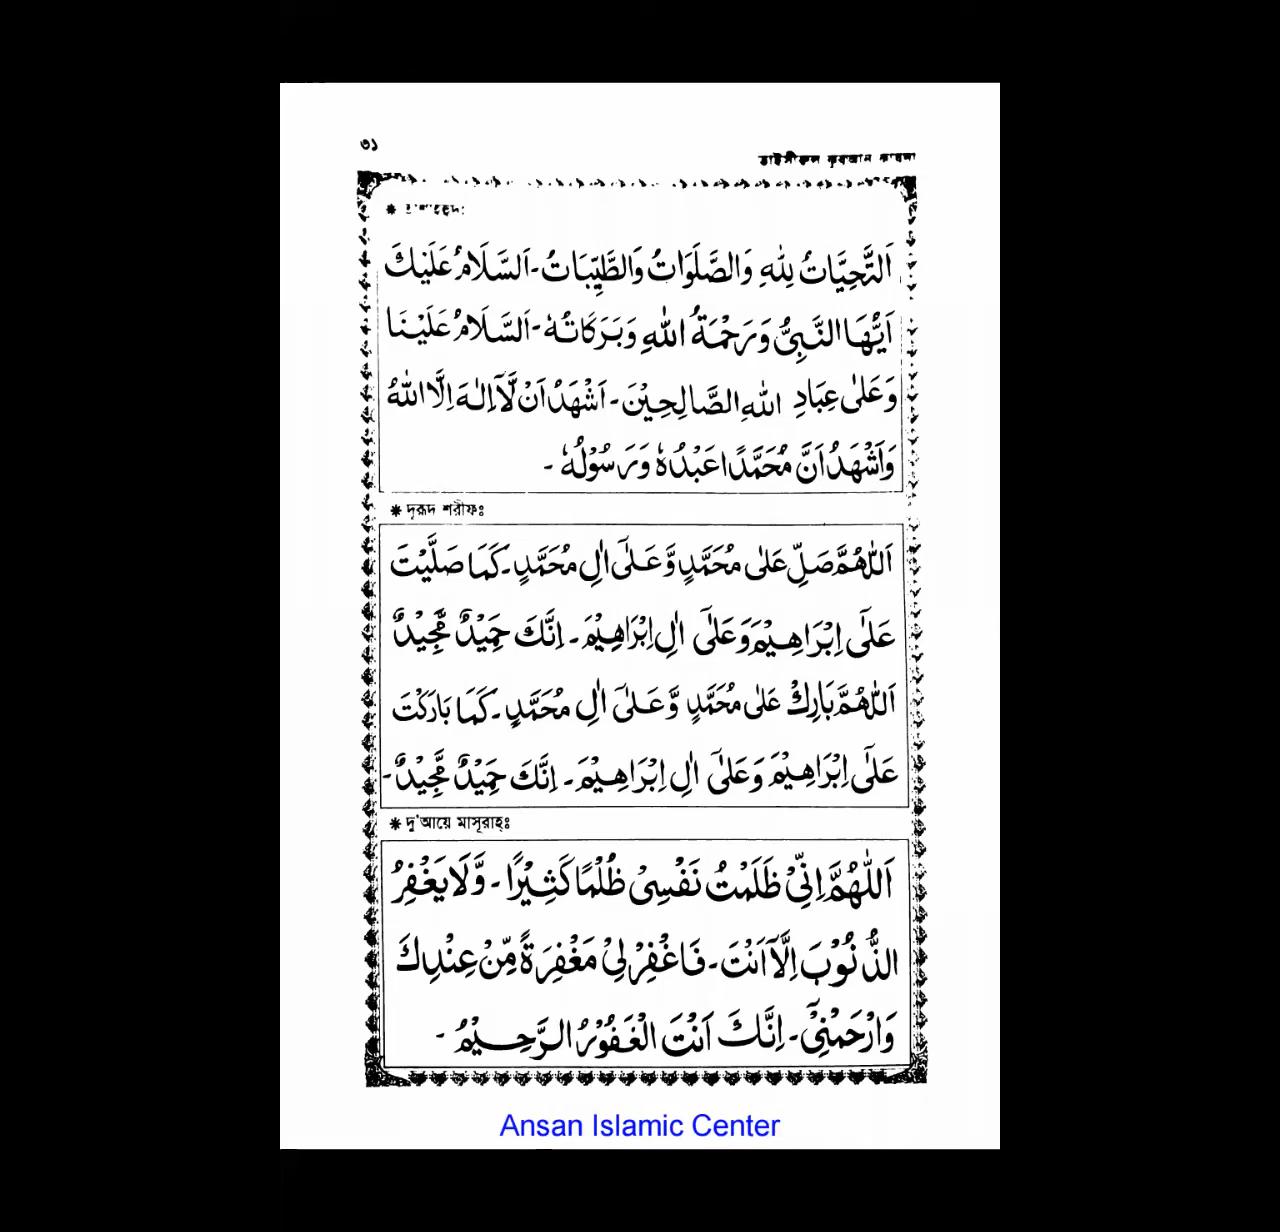 ৩১
তাইসীরুল কুরআন কায়দা
اَلتَّحِيَّاتُ لِلّٰهِ وَالصَّلَوَاتُ وَالطَّيِّبَاتُ-اَلسَّلَامُ عَلَيْكَ
اَيُّهَا النَّبِىُّ وَرَحْمَةُ اللّٰهِ وَبَرَكَاتُهٗ-اَلسَّلَامُ عَلَيْنَا
وَعَلٰى عِبَادِ اللّٰهِ الصَّالِحِيْنَ- اَشْهَدُ اَنْ لَّآ اِلٰهَ اِلَّا اللّٰهُ
وَاَشْهَدُ اَنَّ مُحَمَّدًا عَبْدُهٗ وَرَسُوْلُهٗ -
❋ দুরূদ শরীফঃ
اَللّٰهُمَّ صَلِّ عَلٰى مُحَمَّدٍ وَّعَلٰٓى اٰلِ مُحَمَّدٍ-كَمَا صَلَّيْتَ
عَلٰٓى اِبْرَاهِيْمَ وَعَلٰٓى اٰلِ اِبْرَاهِيْمَ- اِنَّكَ حَمِيْدٌ مَّجِيْدٌ
اَللّٰهُمَّ بَارِكْ عَلٰى مُحَمَّدٍ وَّعَلٰٓى اٰلِ مُحَمَّدٍ-كَمَا بَارَكْتَ
عَلٰٓى اِبْرَاهِيْمَ وَعَلٰٓى اٰلِ اِبْرَاهِيْمَ- اِنَّكَ حَمِيْدٌ مَّجِيْدٌ-
❋ দু'আয়ে মাসূরাহ্‌ঃ
اَللّٰهُمَّ اِنِّىْ ظَلَمْتُ نَفْسِىْ ظُلْمًا كَثِيْرًا- وَّلَا يَغْفِرُ
الذُّنُوْبَ اِلَّآ اَنْتَ-فَاغْفِرْلِىْ مَغْفِرَةً مِّنْ عِنْدِكَ
وَارْحَمْنِىْٓ- اِنَّكَ اَنْتَ الْغَفُوْرُ الرَّحِيْمُ -
Ansan Islamic Center